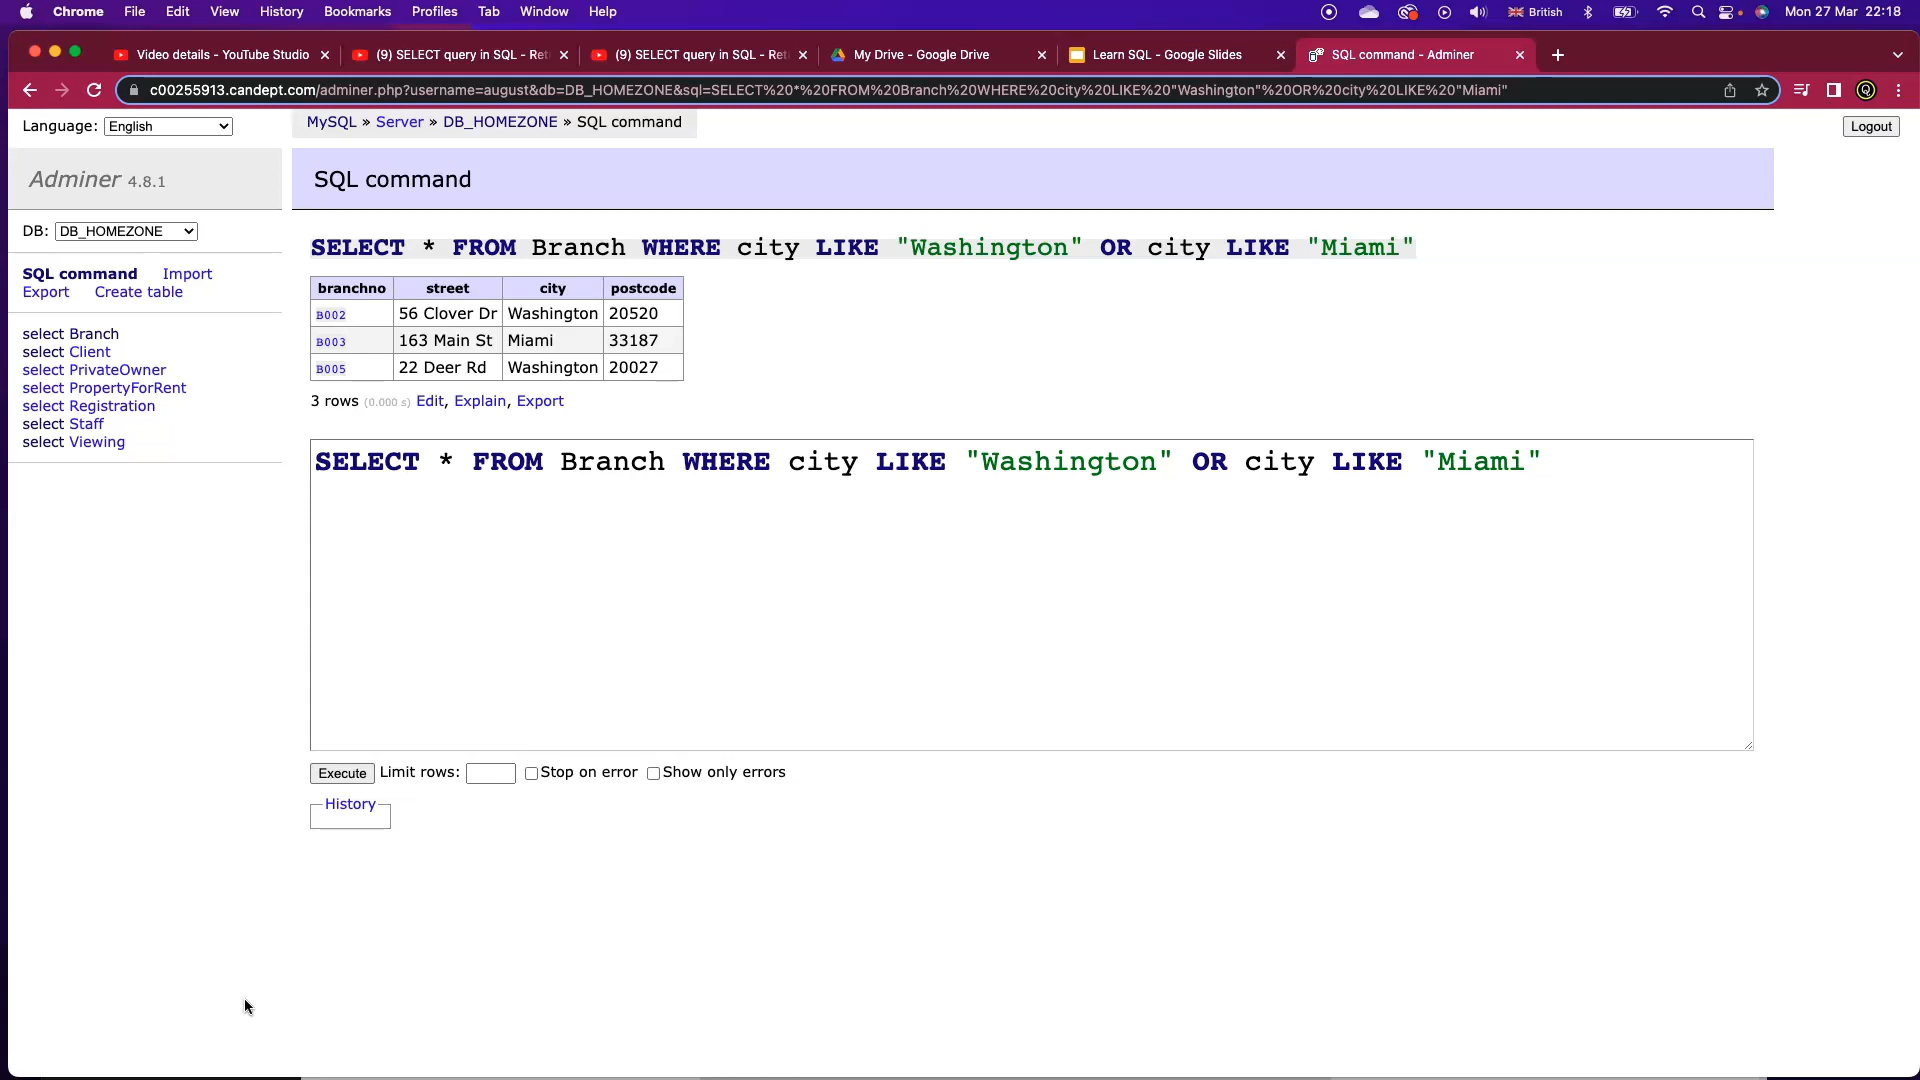 Chrome File Edit View History Bookmarks Profiles Tab Window Help British Mon 27 Mar 22:18
Video details - YouTube Studio (9) SELECT query in SQL - Ret (9) SELECT query in SQL - Ret My Drive - Google Drive Learn SQL - Google Slides SQL command - Adminer
c00255913.candept.com/adminer.php?username=august&db=DB_HOMEZONE&sql=SELECT%20*%20FROM%20Branch%20WHERE%20city%20LIKE%20"Washington"%20OR%20city%20LIKE%20"Miami"
Language: English
MySQL » Server » DB_HOMEZONE » SQL command
Logout
Adminer 4.8.1
SQL command
DB: DB_HOMEZONE
SQL command Import
Export Create table
select Branch
select Client
select PrivateOwner
select PropertyForRent
select Registration
select Staff
select Viewing
SELECT * FROM Branch WHERE city LIKE "Washington" OR city LIKE "Miami"
branchno street city postcode
B002 56 Clover Dr Washington 20520
B003 163 Main St Miami 33187
B005 22 Deer Rd Washington 20027
3 rows (0.000 s) Edit, Explain, Export
SELECT * FROM Branch WHERE city LIKE "Washington" OR city LIKE "Miami"
Execute Limit rows: Stop on error Show only errors
History